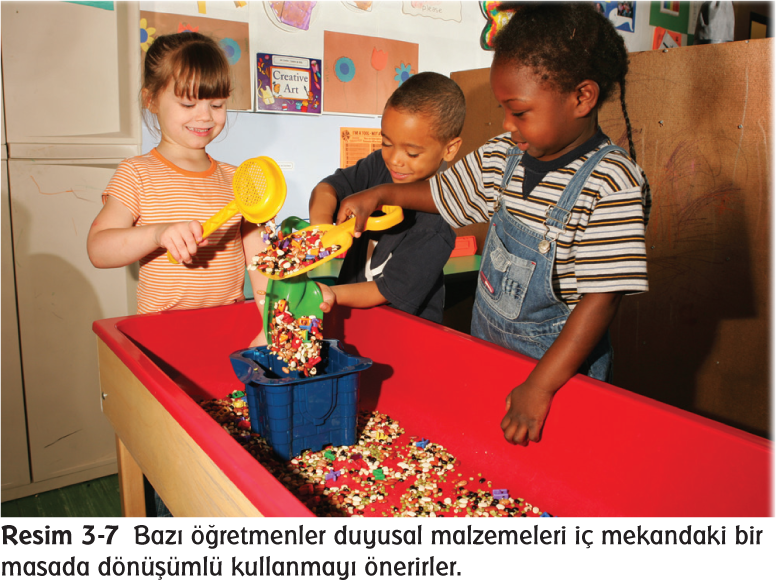 Creative
Art
Resim 3-7 Bazı öğretmenler duyusal malzemeleri iç mekandaki bir
masada dönüşümlü kullanmayı önerirler.